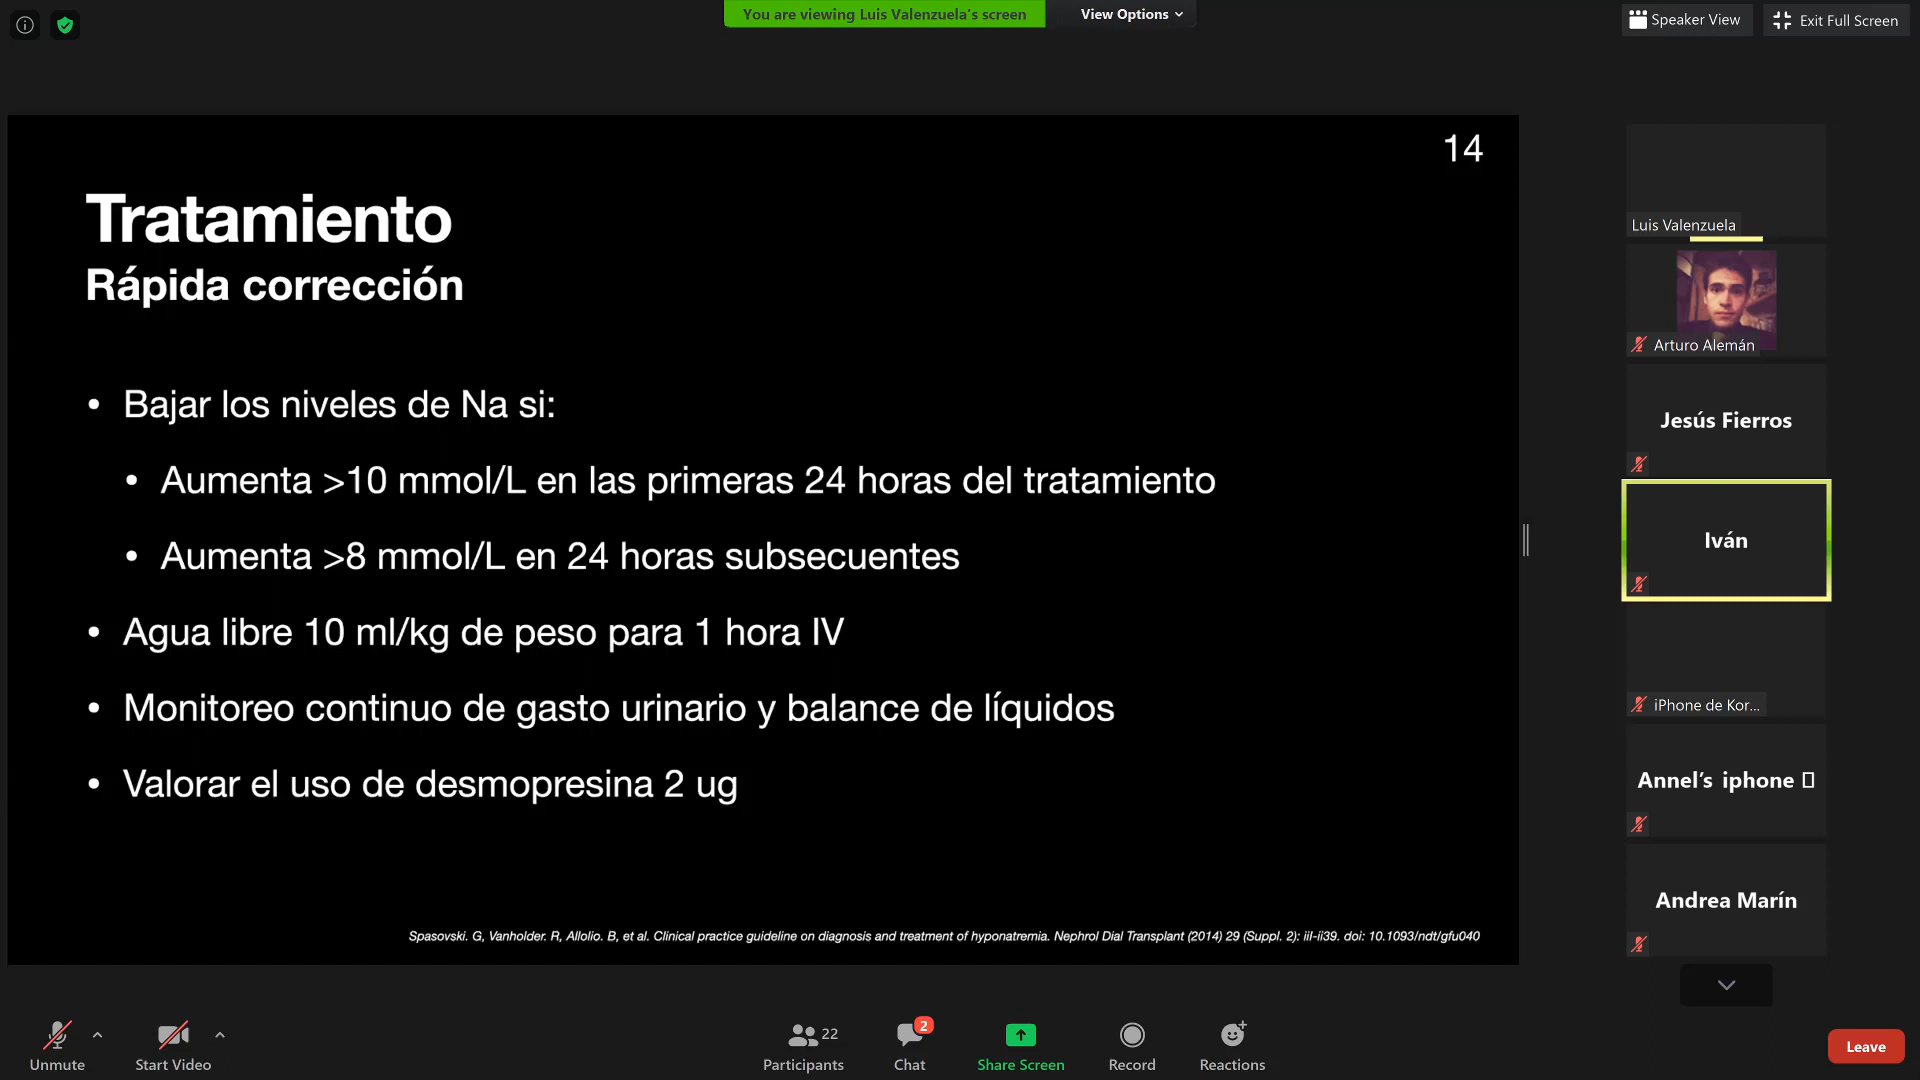 You are viewing Luis Valenzuela's screen
View Options
Speaker View
Exit Full Screen
14
Tratamiento
Rápida corrección
• Bajar los niveles de Na si:
• Aumenta >10 mmol/L en las primeras 24 horas del tratamiento
• Aumenta >8 mmol/L en 24 horas subsecuentes
• Agua libre 10 ml/kg de peso para 1 hora IV
• Monitoreo continuo de gasto urinario y balance de líquidos
• Valorar el uso de desmopresina 2 ug
Spasovski. G, Vanholder. R, Allolio. B, et al. Clinical practice guideline on diagnosis and treatment of hyponatremia. Nephrol Dial Transplant (2014) 29 (Suppl. 2): iil-ii39. doi: 10.1093/ndt/gfu040
Luis Valenzuela
Arturo Alemán
Jesús Fierros
Iván
iPhone de Kor...
Annel’s iphone
Andrea Marín
Unmute
Start Video
22
Participants
2
Chat
Share Screen
Record
Reactions
Leave